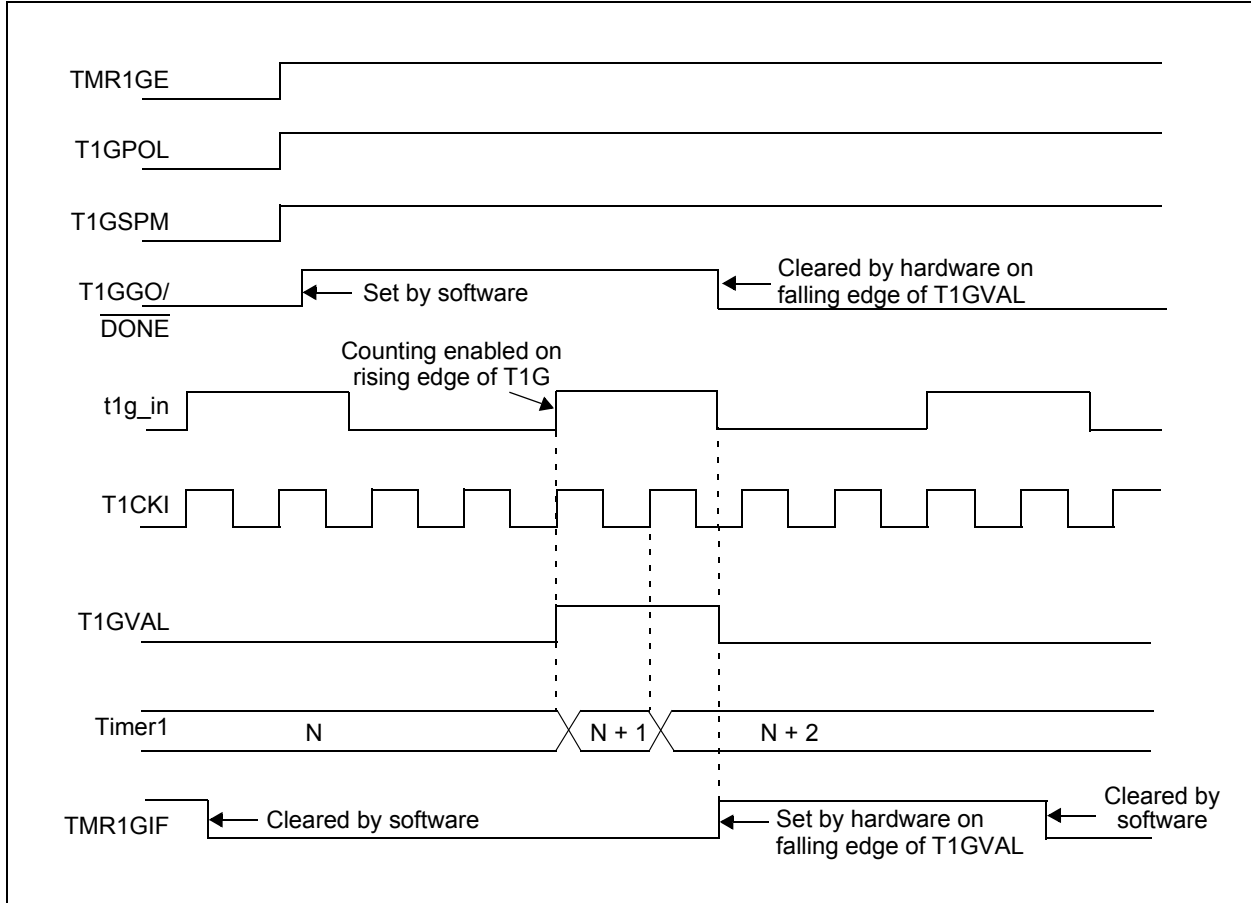 TMR1GE
T1GPOL
T1GSPM
T1GGO/
DONE
Set by software
Cleared by hardware on
falling edge of T1GVAL
Counting enabled on
rising edge of T1G
t1g_in
T1CKI
T1GVAL
Timer1
N
N + 1
N + 2
TMR1GIF
Cleared by software
Set by hardware on
falling edge of T1GVAL
Cleared by
software